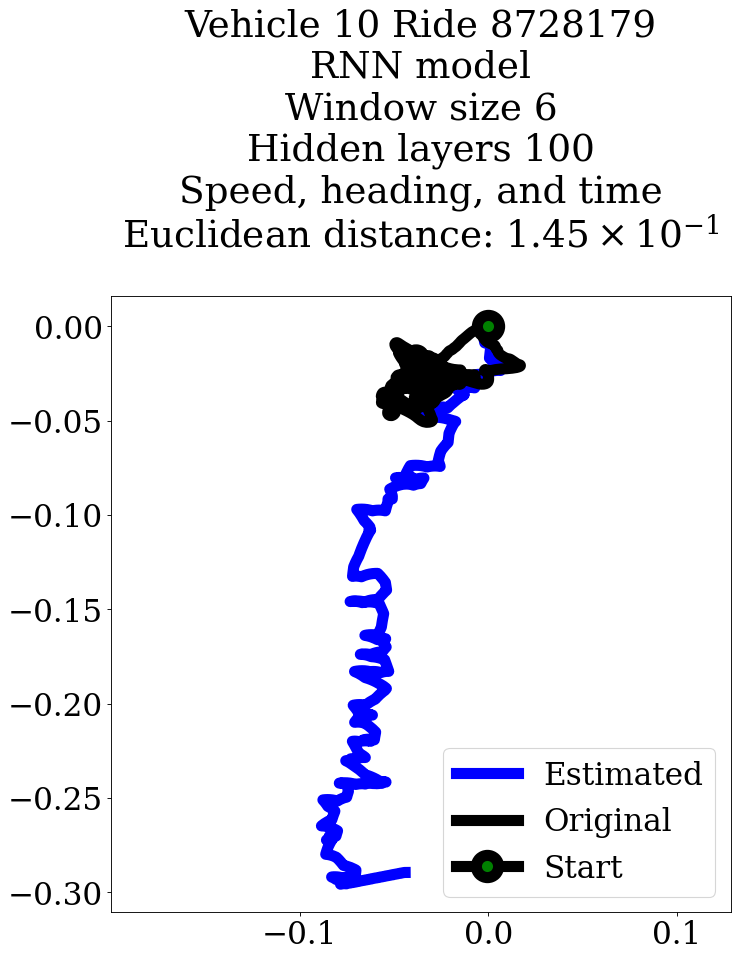 Vehicle 10 Ride 8728179
RNN model
Window size 6
Hidden layers 100
Speed, heading, and time
Euclidean distance: 1.45 × 10⁻¹
0.00
−0.05
−0.10
−0.15
−0.20
−0.25
−0.30
Estimated
Original
Start
−0.1 0.0 0.1